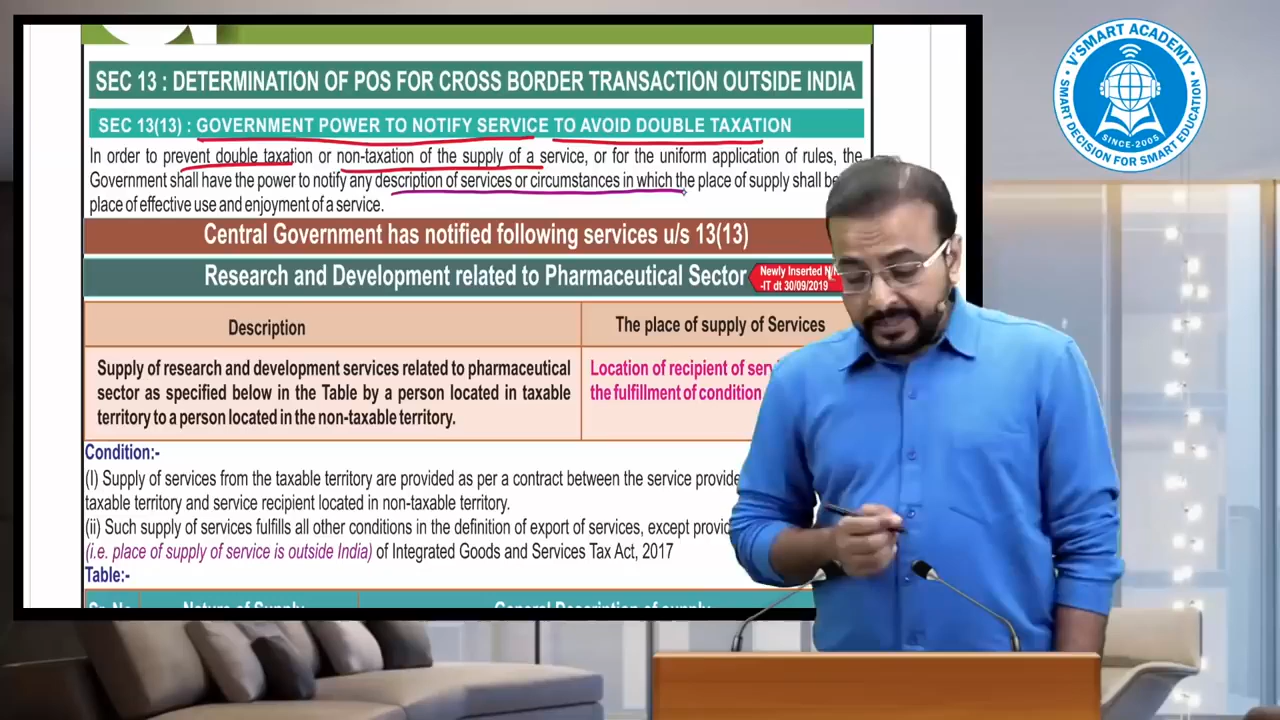 SEC 13 : DETERMINATION OF POS FOR CROSS BORDER TRANSACTION OUTSIDE INDIA
SEC 13(13) : GOVERNMENT POWER TO NOTIFY SERVICE TO AVOID DOUBLE TAXATION
In order to prevent double taxation or non-taxation of the supply of a service, or for the uniform application of rules, the
Government shall have the power to notify any description of services or circumstances in which the place of supply shall be
place of effective use and enjoyment of a service.
Central Government has notified following services u/s 13(13)
Research and Development related to Pharmaceutical Sector
Newly Inserted
-IT dt 30/09/2019
Description
The place of supply of Services
Supply of research and development services related to pharmaceutical
sector as specified below in the Table by a person located in taxable
territory to a person located in the non-taxable territory.
Location of recipient of
the fulfillment of condition
Condition:-
(I) Supply of services from the taxable territory are provided as per a contract between the service
taxable territory and service recipient located in non-taxable territory.
(ii) Such supply of services fulfills all other conditions in the definition of export of services, except
(i.e. place of supply of service is outside India) of Integrated Goods and Services Tax Act, 2017
Table:-
Sr. No
Nature of Supply
General Description of supply
V'SMART ACADEMY
SINCE-2005
SMART DECISION FOR SMART EDUCATION